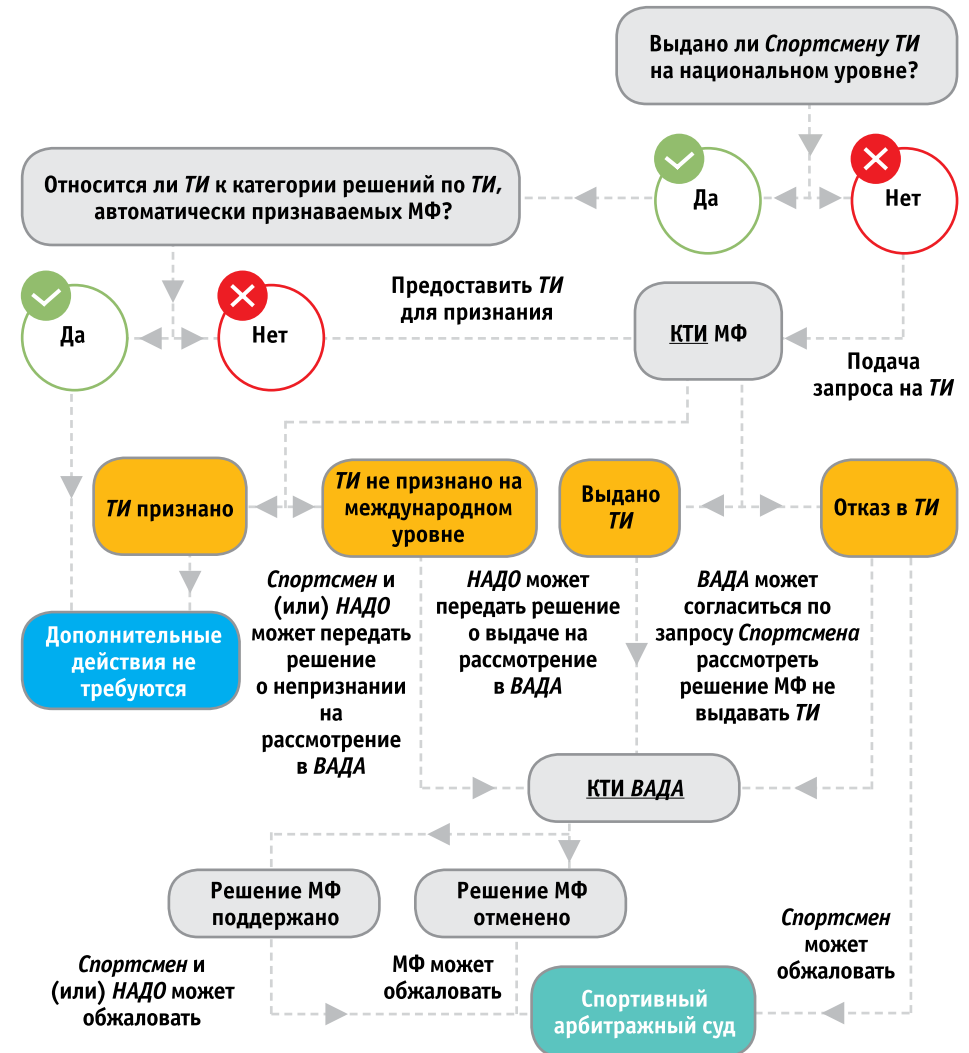 Выдано ли Спортсмену ТИ
на национальном уровне?
Да
Нет
Относится ли ТИ к категории решений по ТИ,
автоматически признаваемых МФ?
Да
Нет
Предоставить ТИ
для признания
КТИ МФ
Подача
запроса на ТИ
ТИ признано
ТИ не признано на
международном
уровне
Выдано
ТИ
Отказ в ТИ
Дополнительные
действия не
требуются
Спортсмен и
(или) НАДО
может передать
решение
о непризнании
на
рассмотрение
в ВАДА
НАДО может
передать решение
о выдаче на
рассмотрение
в ВАДА
ВАДА может
согласиться по
запросу Спортсмена
рассмотреть
решение МФ не
выдавать ТИ
КТИ ВАДА
Решение МФ
поддержано
Решение МФ
отменено
Спортсмен и
(или) НАДО может
обжаловать
МФ может
обжаловать
Спортсмен
может
обжаловать
Спортивный
арбитражный суд